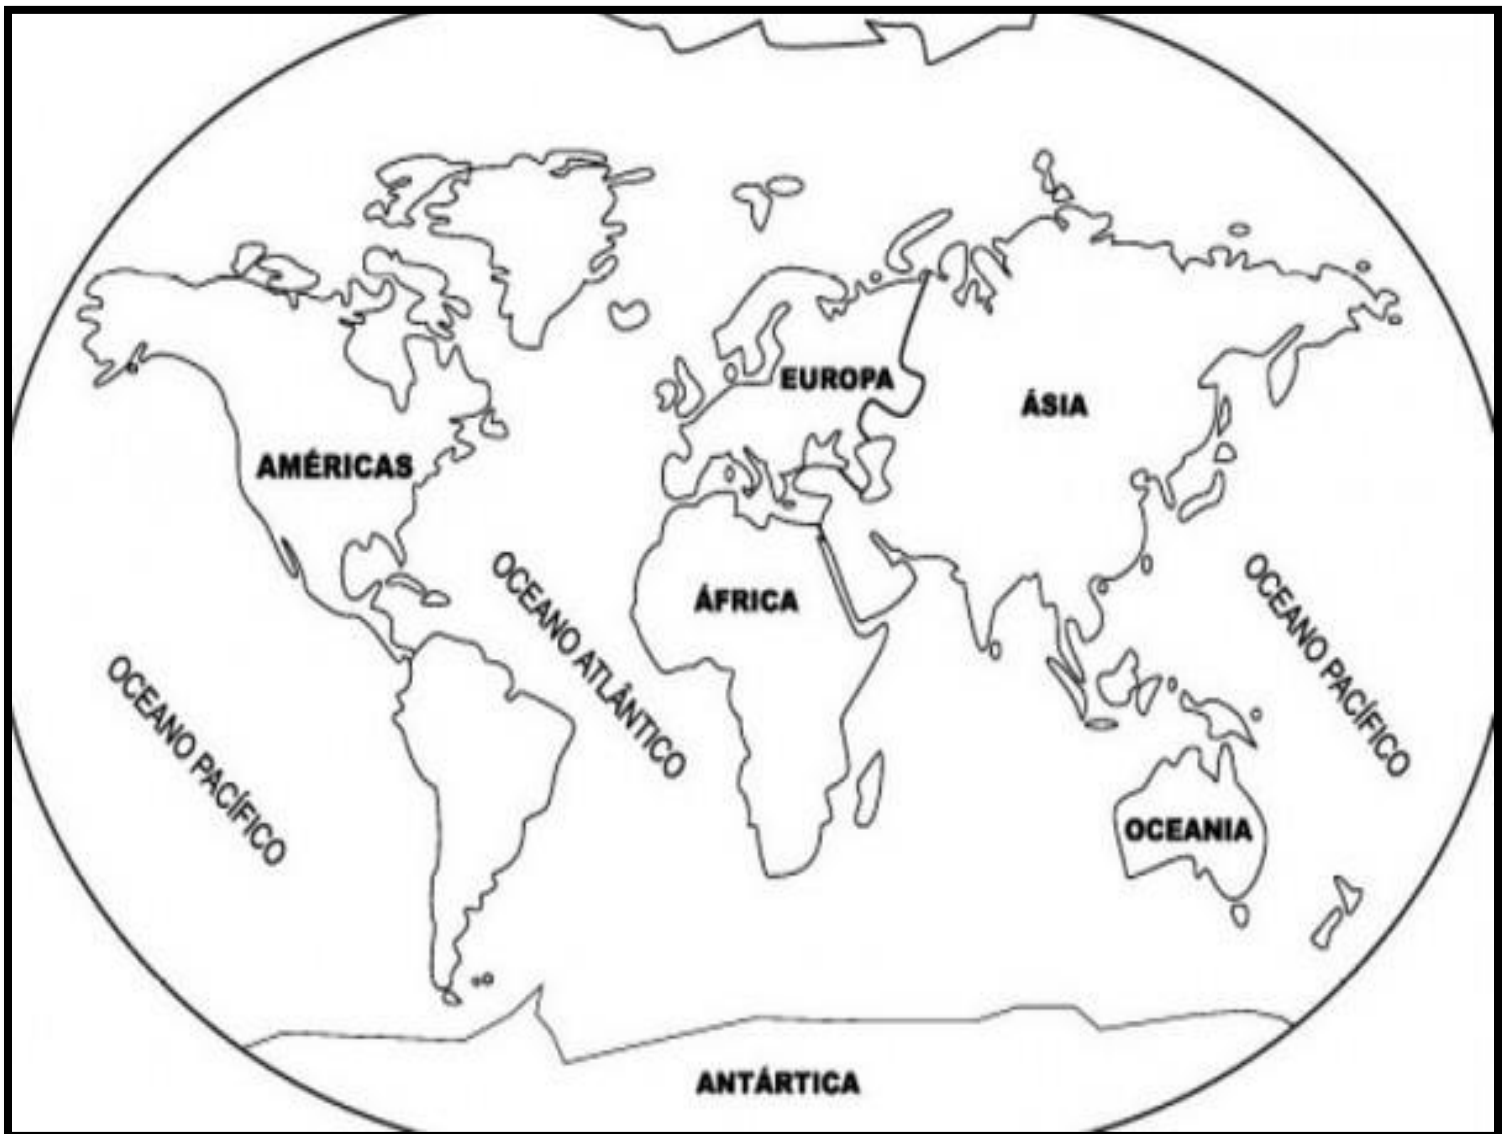 EUROPA
ÁSIA
AMÉRICAS
OCEANO ATLÂNTICO
ÁFRICA
OCEANO PACÍFICO
OCEANO PACÍFICO
OCEANIA
ANTÁRTICA